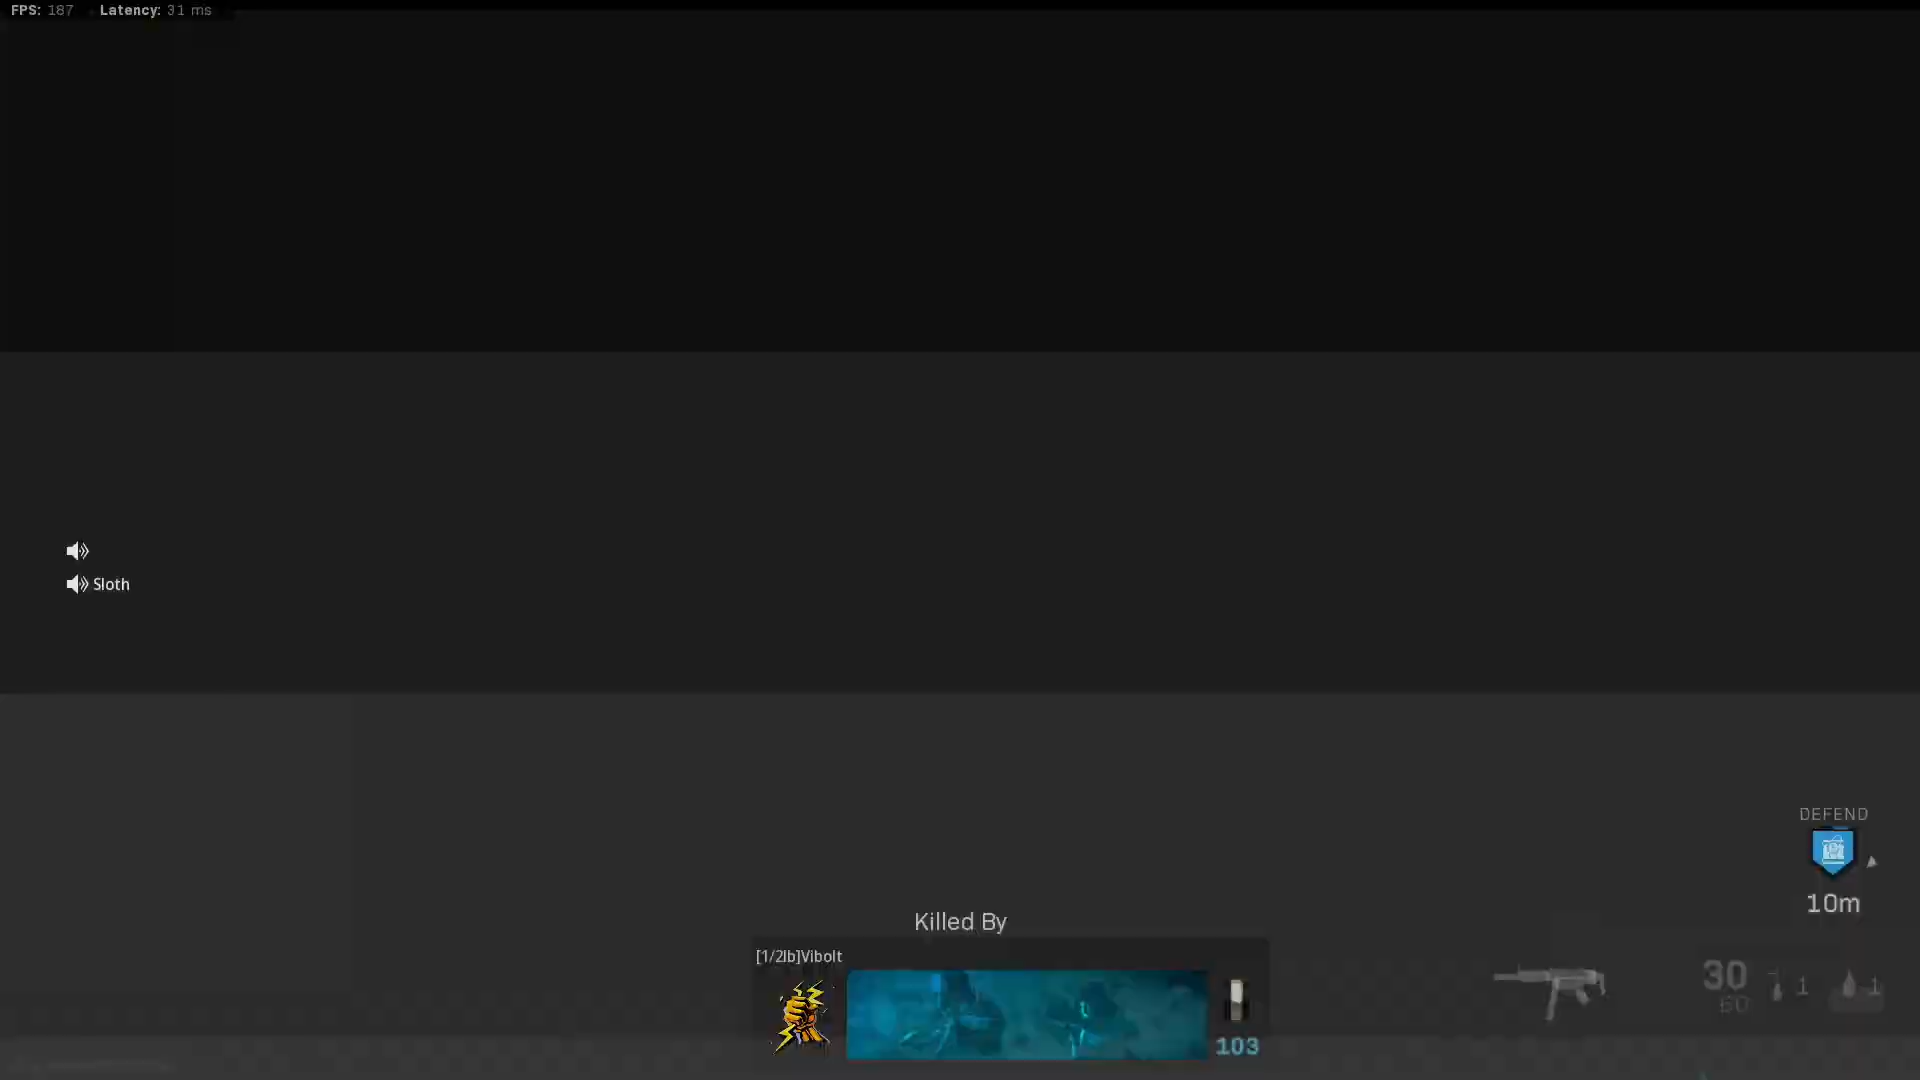 FPS: 187 Latency: 31 ms
Sloth
DEFEND
10m
Killed By
[1/2lb]Vibolt
103
30
60
1
1